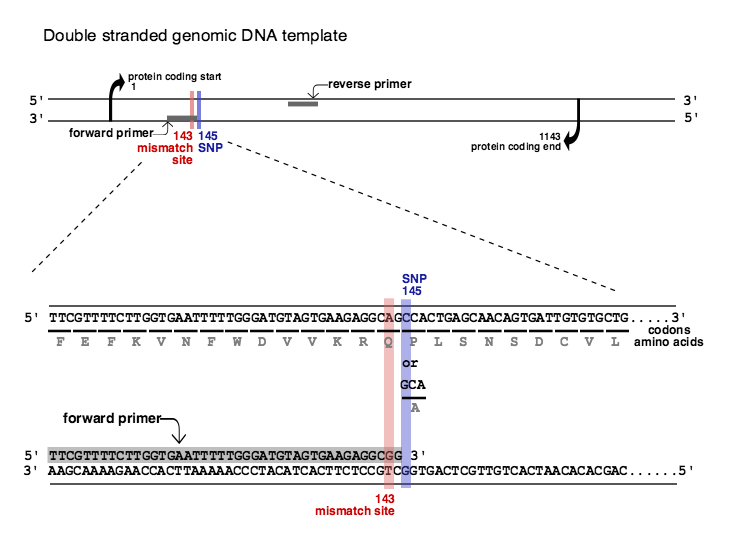 Double stranded genomic DNA template
protein coding start
1
reverse primer
5' 3'
3' 5'
forward primer
143 145
mismatch SNP
site
1143
protein coding end
SNP
145
5' TTCGTTTTCTTGGTGAATTTTTGGGATGTAGTGAAGAGGCAGCCACTGAGCAACAGTGATTGTGTGCTG.....3'
codons
F E F K V N F W D V V K R Q P L S N S D C V L amino acids
or
GCA
A
forward primer
5' TTCGTTTTCTTGGTGAATTTTTGGGATGTAGTGAAGAGGCGG 3'
3' AAGCAAAAGAACCACTTAAAAACCCTACATCACTTCTCCGTCGGTGACTCGTTGTCACTAACACACGAC......5'
143
mismatch site